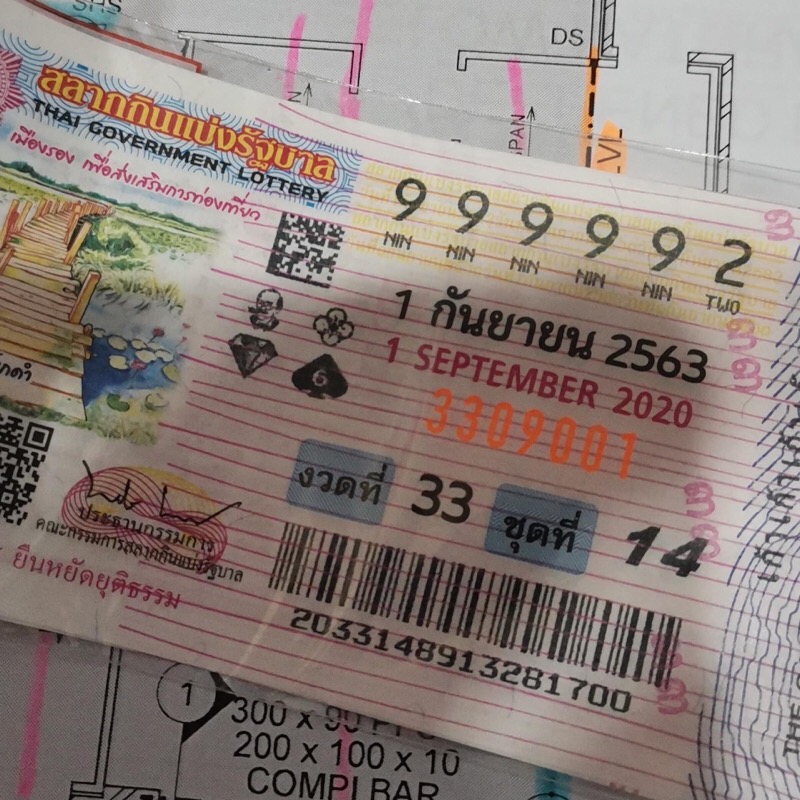 SHS
DS
SPAN
สลากกินแบ่งรัฐบาล
THAI GOVERNMENT LOTTERY
เมืองรอง เพื่อส่งเสริมการท่องเที่ยว
9 9 9 9 9 2
NIN NIN NIN NIN NIN TWO
1 กันยายน 2563
1 SEPTEMBER 2020
3309001
งวดที่ 33 ชุดที่ 14
ประธานกรรมการ
คณะกรรมการสลากกินแบ่งรัฐบาล
ยืนหยัดยุติธรรม
2033148913281700
1
300 x 90
200 x 100 x 10
BAR